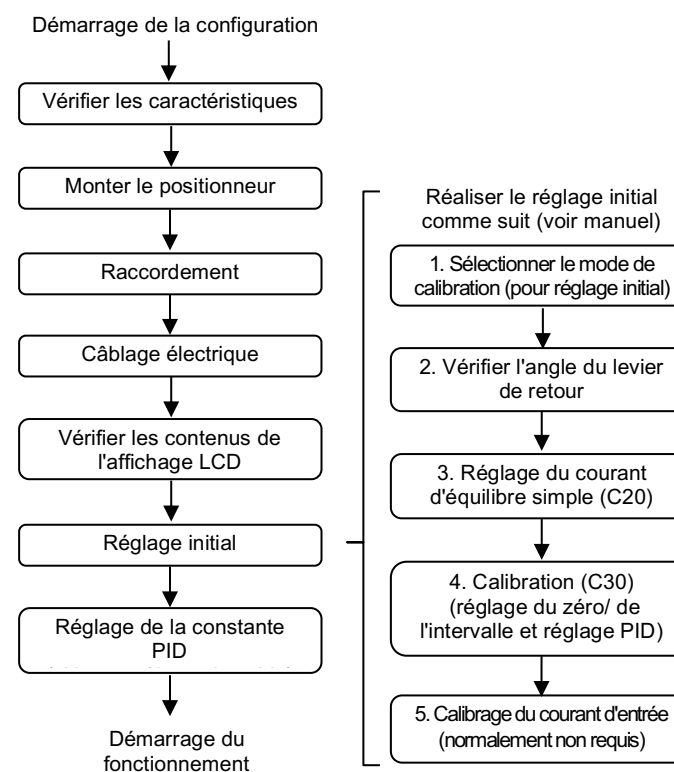 Démarrage de la configuration
Vérifier les caractéristiques
Monter le positionneur
Raccordement
Câblage électrique
Vérifier les contenus de
l'affichage LCD
Réglage initial
Réglage de la constante
PID
Démarrage du
fonctionnement
Réaliser le réglage initial
comme suit (voir manuel)
1. Sélectionner le mode de
calibration (pour réglage initial)
2. Vérifier l'angle du levier
de retour
3. Réglage du courant
d'équilibre simple (C20)
4. Calibration (C30)
(réglage du zéro/ de
l'intervalle et réglage PID)
5. Calibrage du courant d'entrée
(normalement non requis)